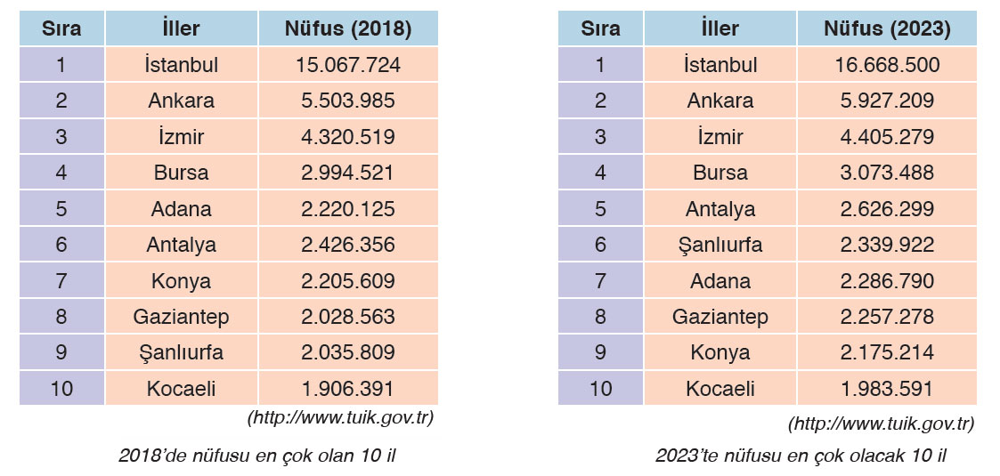 Sıra İller Nüfus (2018)
1 İstanbul 15.067.724
2 Ankara 5.503.985
3 İzmir 4.320.519
4 Bursa 2.994.521
5 Adana 2.220.125
6 Antalya 2.426.356
7 Konya 2.205.609
8 Gaziantep 2.028.563
9 Şanlıurfa 2.035.809
10 Kocaeli 1.906.391
(http://www.tuik.gov.tr)
2018’de nüfusu en çok olan 10 il
Sıra İller Nüfus (2023)
1 İstanbul 16.668.500
2 Ankara 5.927.209
3 İzmir 4.405.279
4 Bursa 3.073.488
5 Antalya 2.626.299
6 Şanlıurfa 2.339.922
7 Adana 2.286.790
8 Gaziantep 2.257.278
9 Konya 2.175.214
10 Kocaeli 1.983.591
(http://www.tuik.gov.tr)
2023’te nüfusu en çok olacak 10 il